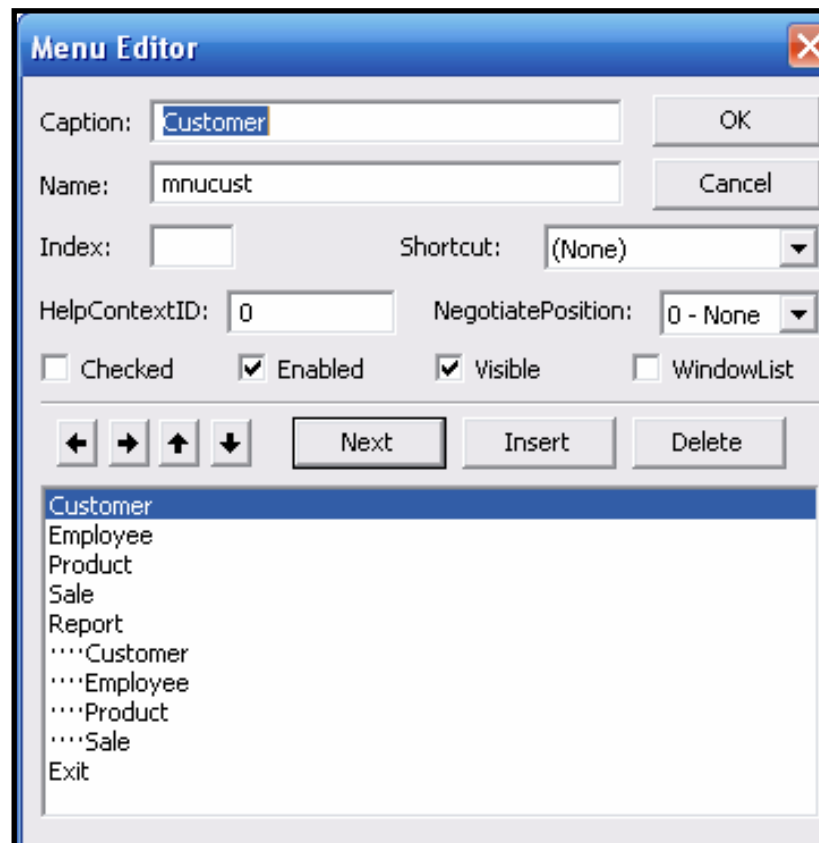 Menu Editor
Caption: Customer OK
Name: mnucust Cancel
Index: Shortcut: (None)
HelpContextID: 0 NegotiatePosition: 0 - None
Checked Enabled Visible WindowList
Next Insert Delete
Customer
Employee
Product
Sale
Report
····Customer
····Employee
····Product
····Sale
Exit